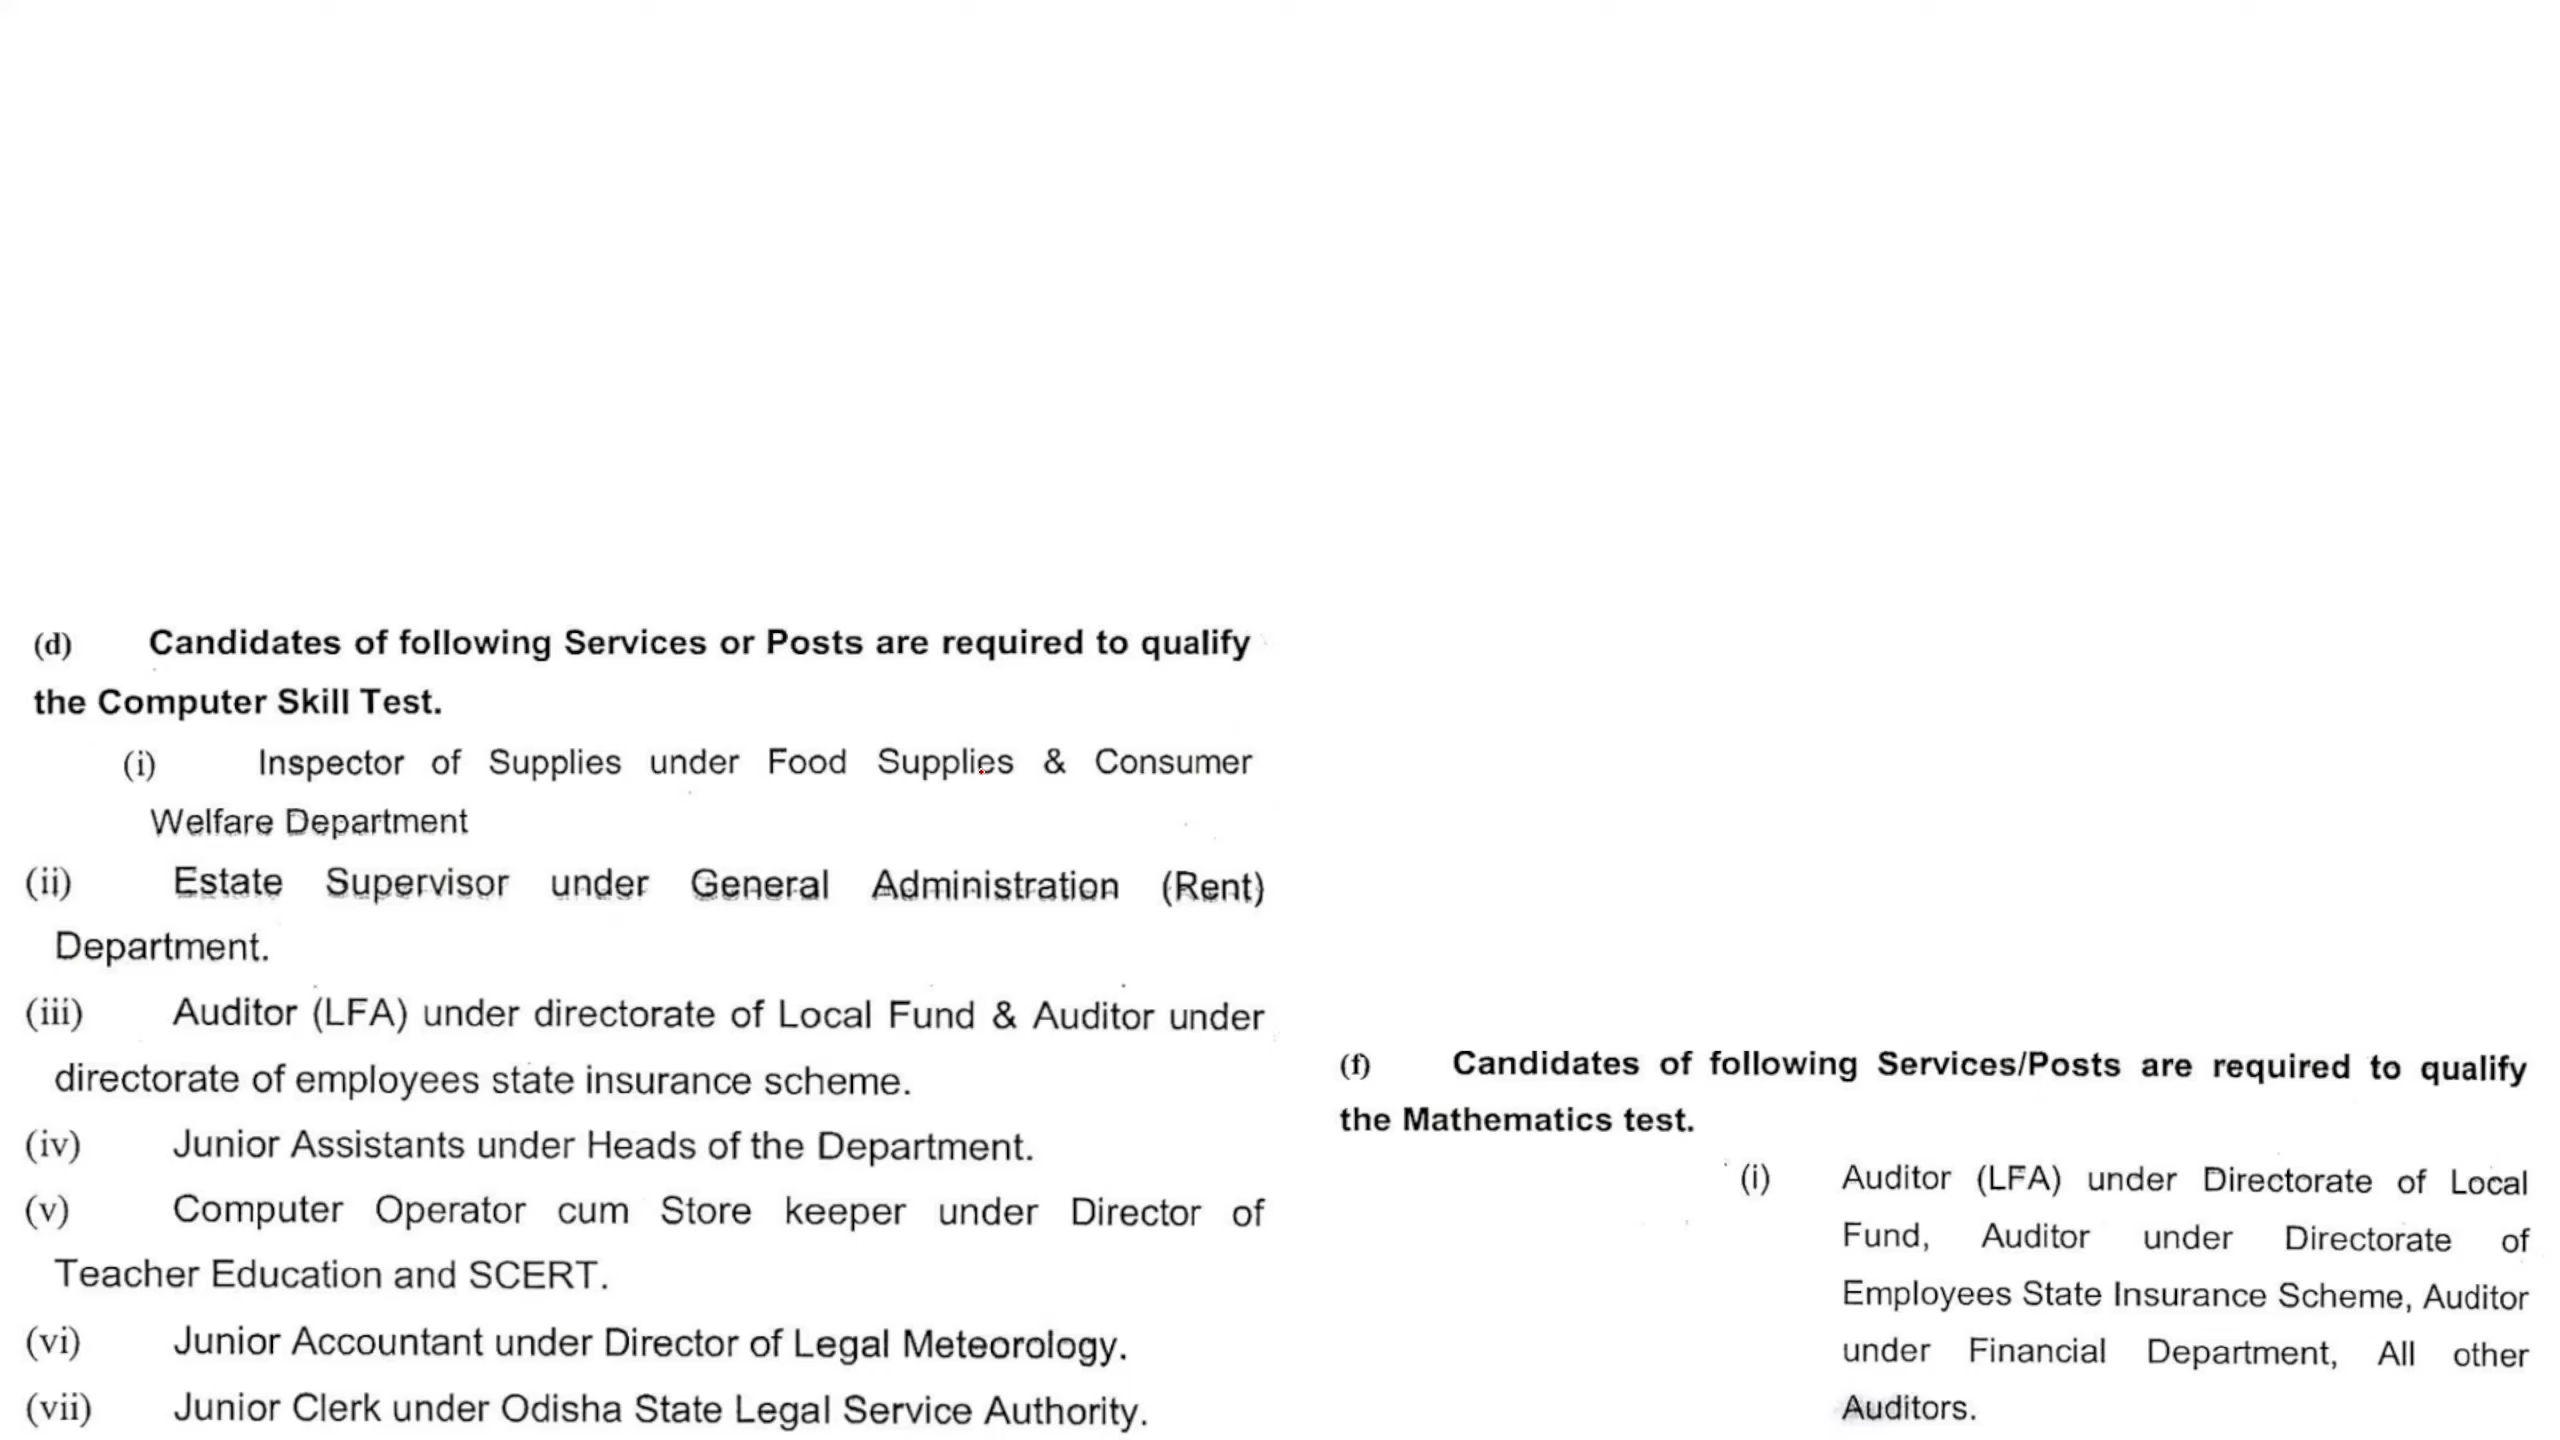 (d) Candidates of following Services or Posts are required to qualify
the Computer Skill Test.
(i) Inspector of Supplies under Food Supplies & Consumer
Welfare Department
(ii) Estate Supervisor under General Administration (Rent)
Department.
(iii) Auditor (LFA) under directorate of Local Fund & Auditor under
directorate of employees state insurance scheme.
(iv) Junior Assistants under Heads of the Department.
(v) Computer Operator cum Store keeper under Director of
Teacher Education and SCERT.
(vi) Junior Accountant under Director of Legal Meteorology.
(vii) Junior Clerk under Odisha State Legal Service Authority.
(f) Candidates of following Services/Posts are required to qualify
the Mathematics test.
(i) Auditor (LFA) under Directorate of Local
Fund, Auditor under Directorate of
Employees State Insurance Scheme, Auditor
under Financial Department, All other
Auditors.